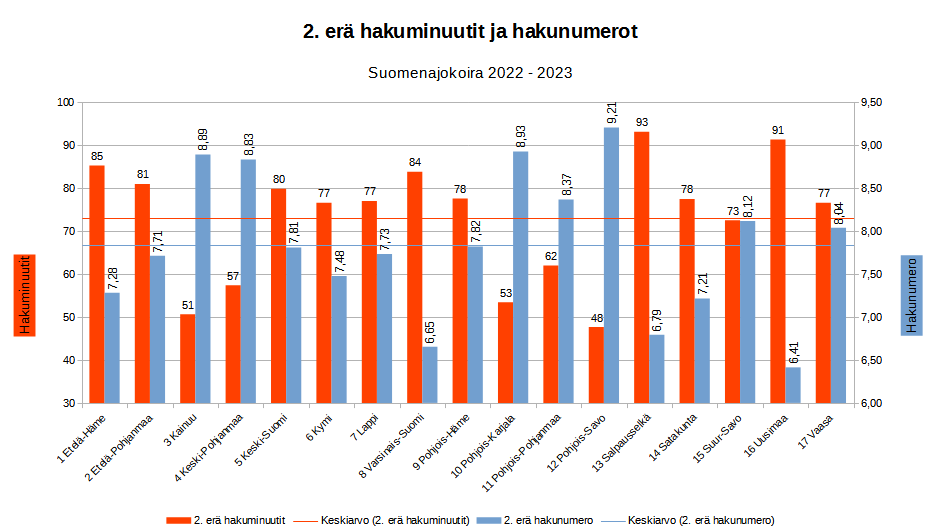 2. erä hakuminuutit ja hakunumerot
Suomenajokoira 2022 - 2023
100
90
80
70
60
50
40
30
9,50
9,00
8,50
8,00
7,50
7,00
6,50
6,00
Hakuminuutit
Hakunumero
85
7,28
81
7,71
51
8,89
57
8,83
80
7,81
77
7,48
77
7,73
84
6,65
78
7,82
53
8,93
62
8,37
48
9,21
93
6,79
78
7,21
73
8,12
91
6,41
77
8,04
1 Etelä-Häme
2 Etelä-Pohjanmaa
3 Kainuu
4 Keski-Pohjanmaa
5 Keski-Suomi
6 Kymi
7 Lappi
8 Varsinais-Suomi
9 Pohjois-Häme
10 Pohjois-Karjala
11 Pohjois-Pohjanmaa
12 Pohjois-Savo
13 Salpausselkä
14 Satakunta
15 Suur-Savo
16 Uusimaa
17 Vaasa
2. erä hakuminuutit
Keskiarvo (2. erä hakuminuutit)
2. erä hakunumero
Keskiarvo (2. erä hakunumero)